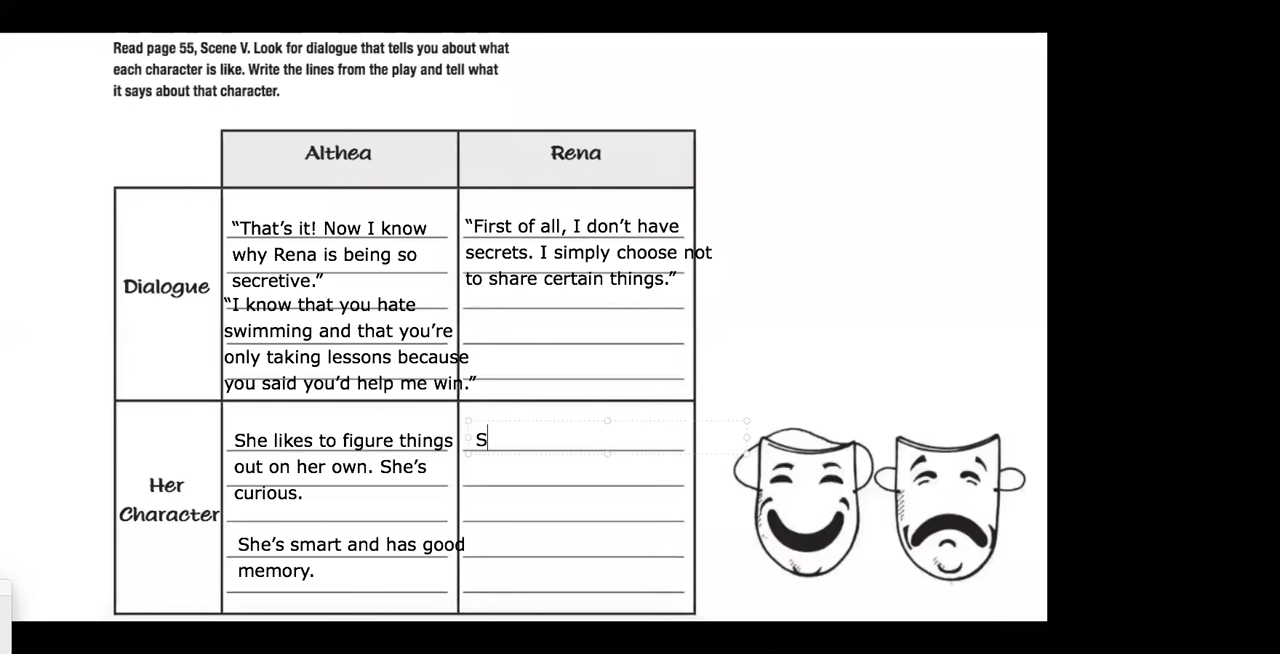 Read page 55, Scene V. Look for dialogue that tells you about what
each character is like. Write the lines from the play and tell what
it says about that character.
Althea
Rena
Dialogue
“That’s it! Now I know
why Rena is being so
secretive.”
“I know that you hate
swimming and that you’re
only taking lessons because
you said you’d help me win.”
“First of all, I don’t have
secrets. I simply choose not
to share certain things.”
Her
Character
She likes to figure things
out on her own. She’s
curious.
She’s smart and has good
memory.
S